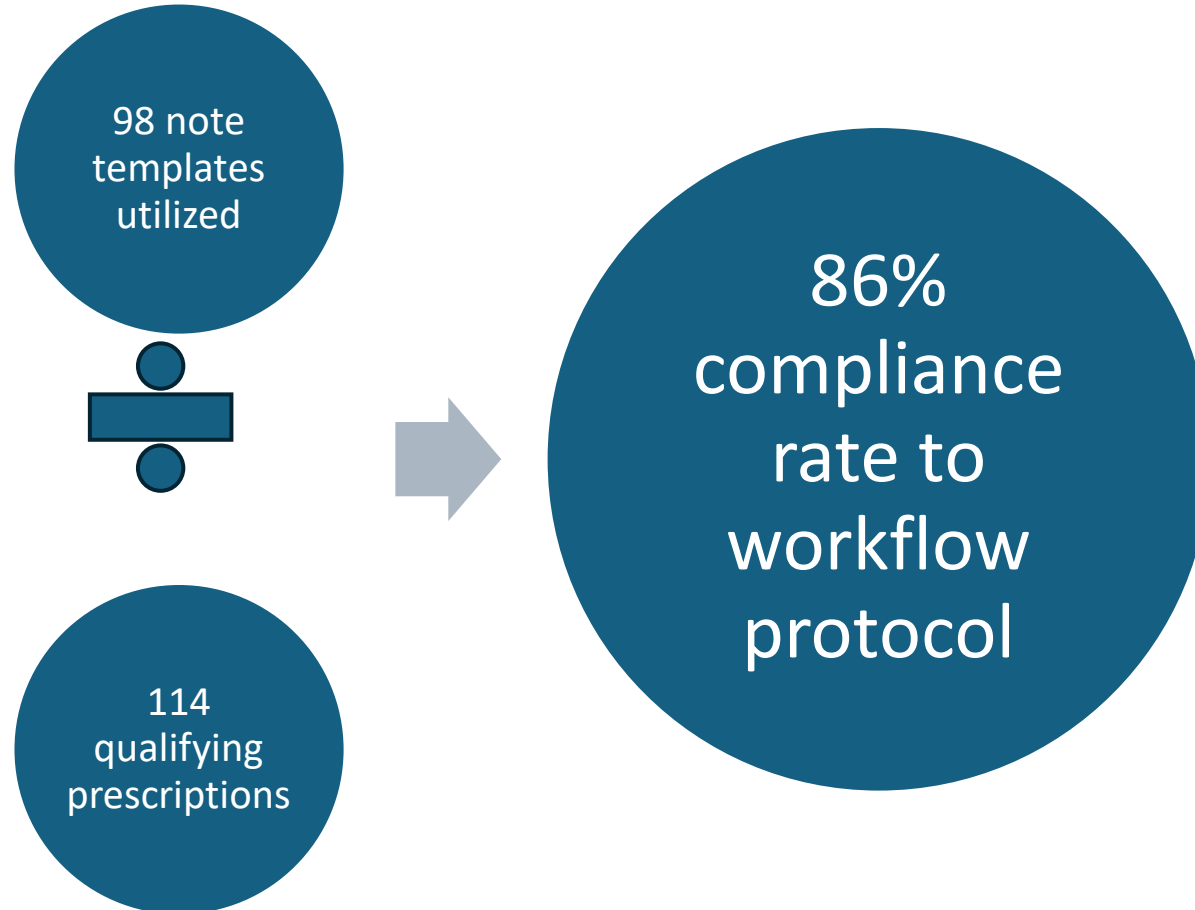 98 note
templates
utilized
114
qualifying
prescriptions
86%
compliance
rate to
workflow
protocol